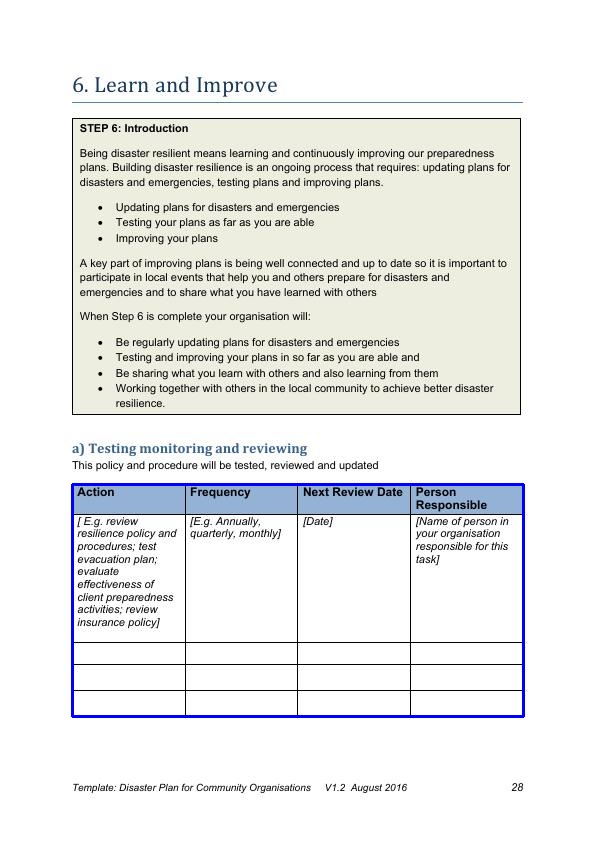 6. Learn and Improve
STEP 6: Introduction
Being disaster resilient means learning and continuously improving our preparedness
plans. Building disaster resilience is an ongoing process that requires: updating plans for
disasters and emergencies, testing plans and improving plans.
• Updating plans for disasters and emergencies
• Testing your plans as far as you are able
• Improving your plans
A key part of improving plans is being well connected and up to date so it is important to
participate in local events that help you and others prepare for disasters and
emergencies and to share what you have learned with others
When Step 6 is complete your organisation will:
• Be regularly updating plans for disasters and emergencies
• Testing and improving your plans in so far as you are able and
• Be sharing what you learn with others and also learning from them
• Working together with others in the local community to achieve better disaster
resilience.
a) Testing monitoring and reviewing
This policy and procedure will be tested, reviewed and updated
Action
Frequency
Next Review Date
Person
Responsible
[ E.g. review
resilience policy and
procedures; test
evacuation plan;
evaluate
effectiveness of
client preparedness
activities; review
insurance policy]
[E.g. Annually,
quarterly, monthly]
[Date]
[Name of person in
your organisation
responsible for this
task]
Template: Disaster Plan for Community Organisations V1.2 August 2016 28